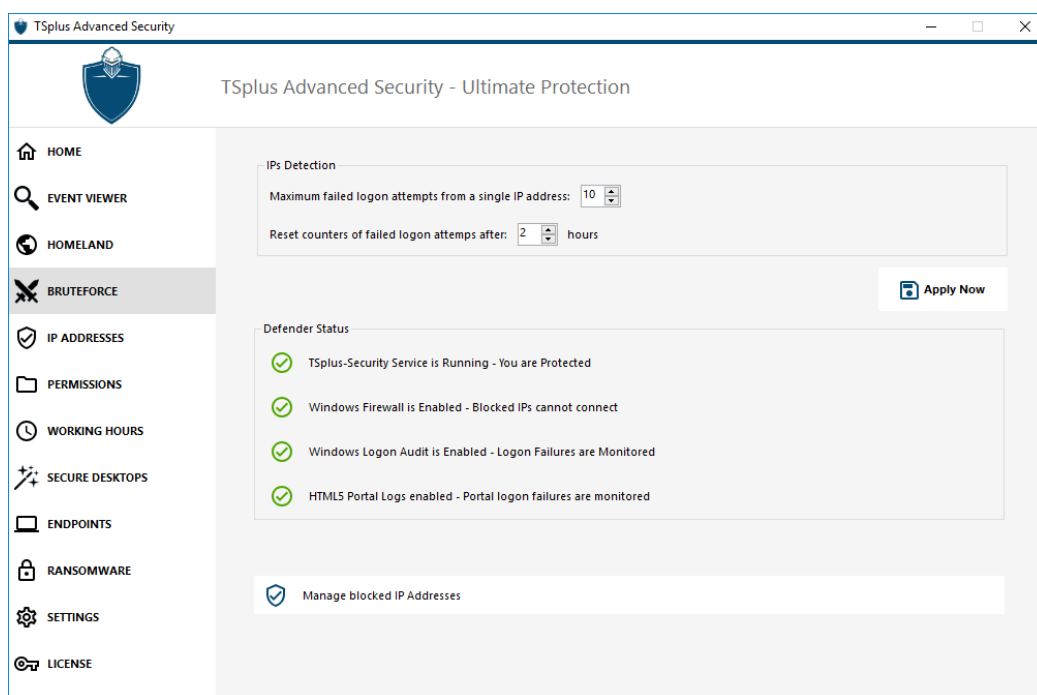 TSplus Advanced Security
TSplus Advanced Security - Ultimate Protection
HOME
EVENT VIEWER
HOMELAND
BRUTEFORCE
IP ADDRESSES
PERMISSIONS
WORKING HOURS
SECURE DESKTOPS
ENDPOINTS
RANSOMWARE
SETTINGS
LICENSE
IPs Detection
Maximum failed logon attempts from a single IP address: 10
Reset counters of failed logon attemps after: 2 hours
Apply Now
Defender Status
TSplus-Security Service is Running - You are Protected
Windows Firewall is Enabled - Blocked IPs cannot connect
Windows Logon Audit is Enabled - Logon Failures are Monitored
HTML5 Portal Logs enabled - Portal logon failures are monitored
Manage blocked IP Addresses